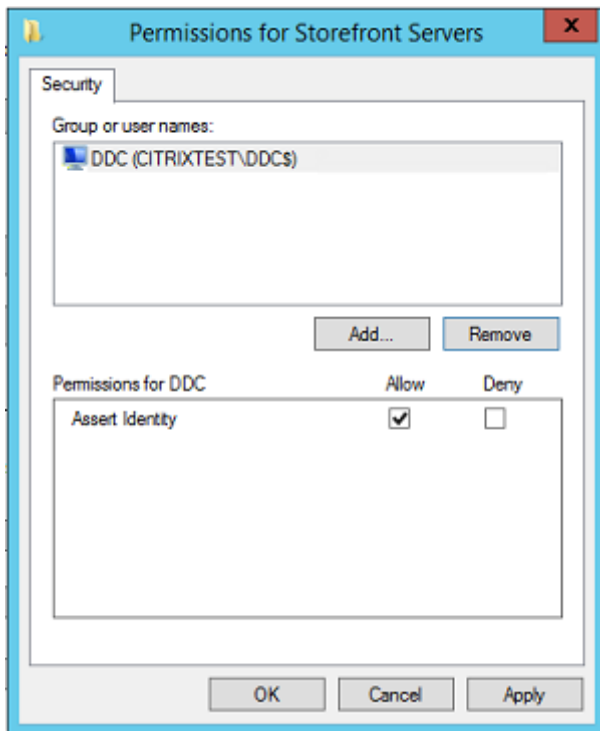 Permissions for Storefront Servers
x
Security
Group or user names:
DDC (CITRIXTEST\DDC$)
Add... Remove
Permissions for DDC Allow Deny
Assert Identity
OK Cancel Apply